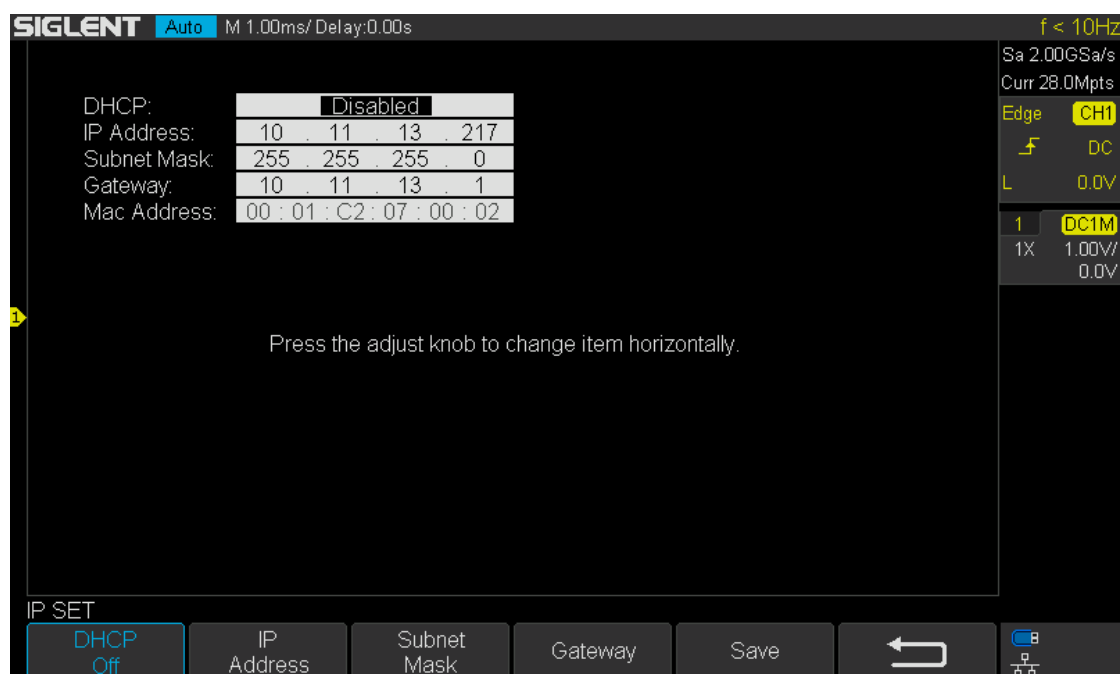 SIGLENT Auto M 1.00ms/ Delay:0.00s f < 10Hz
Sa 2.00GSa/s
Curr 28.0Mpts
DHCP: Disabled
IP Address: 10 . 11 . 13 . 217
Subnet Mask: 255 . 255 . 255 . 0
Gateway: 10 . 11 . 13 . 1
Mac Address: 00 : 01 : C2 : 07 : 00 : 02
Edge CH1
DC
L 0.0V
1 DC1M
1X 1.00V/
0.0V
1
Press the adjust knob to change item horizontally.
IP SET
DHCP
Off
IP
Address
Subnet
Mask
Gateway
Save